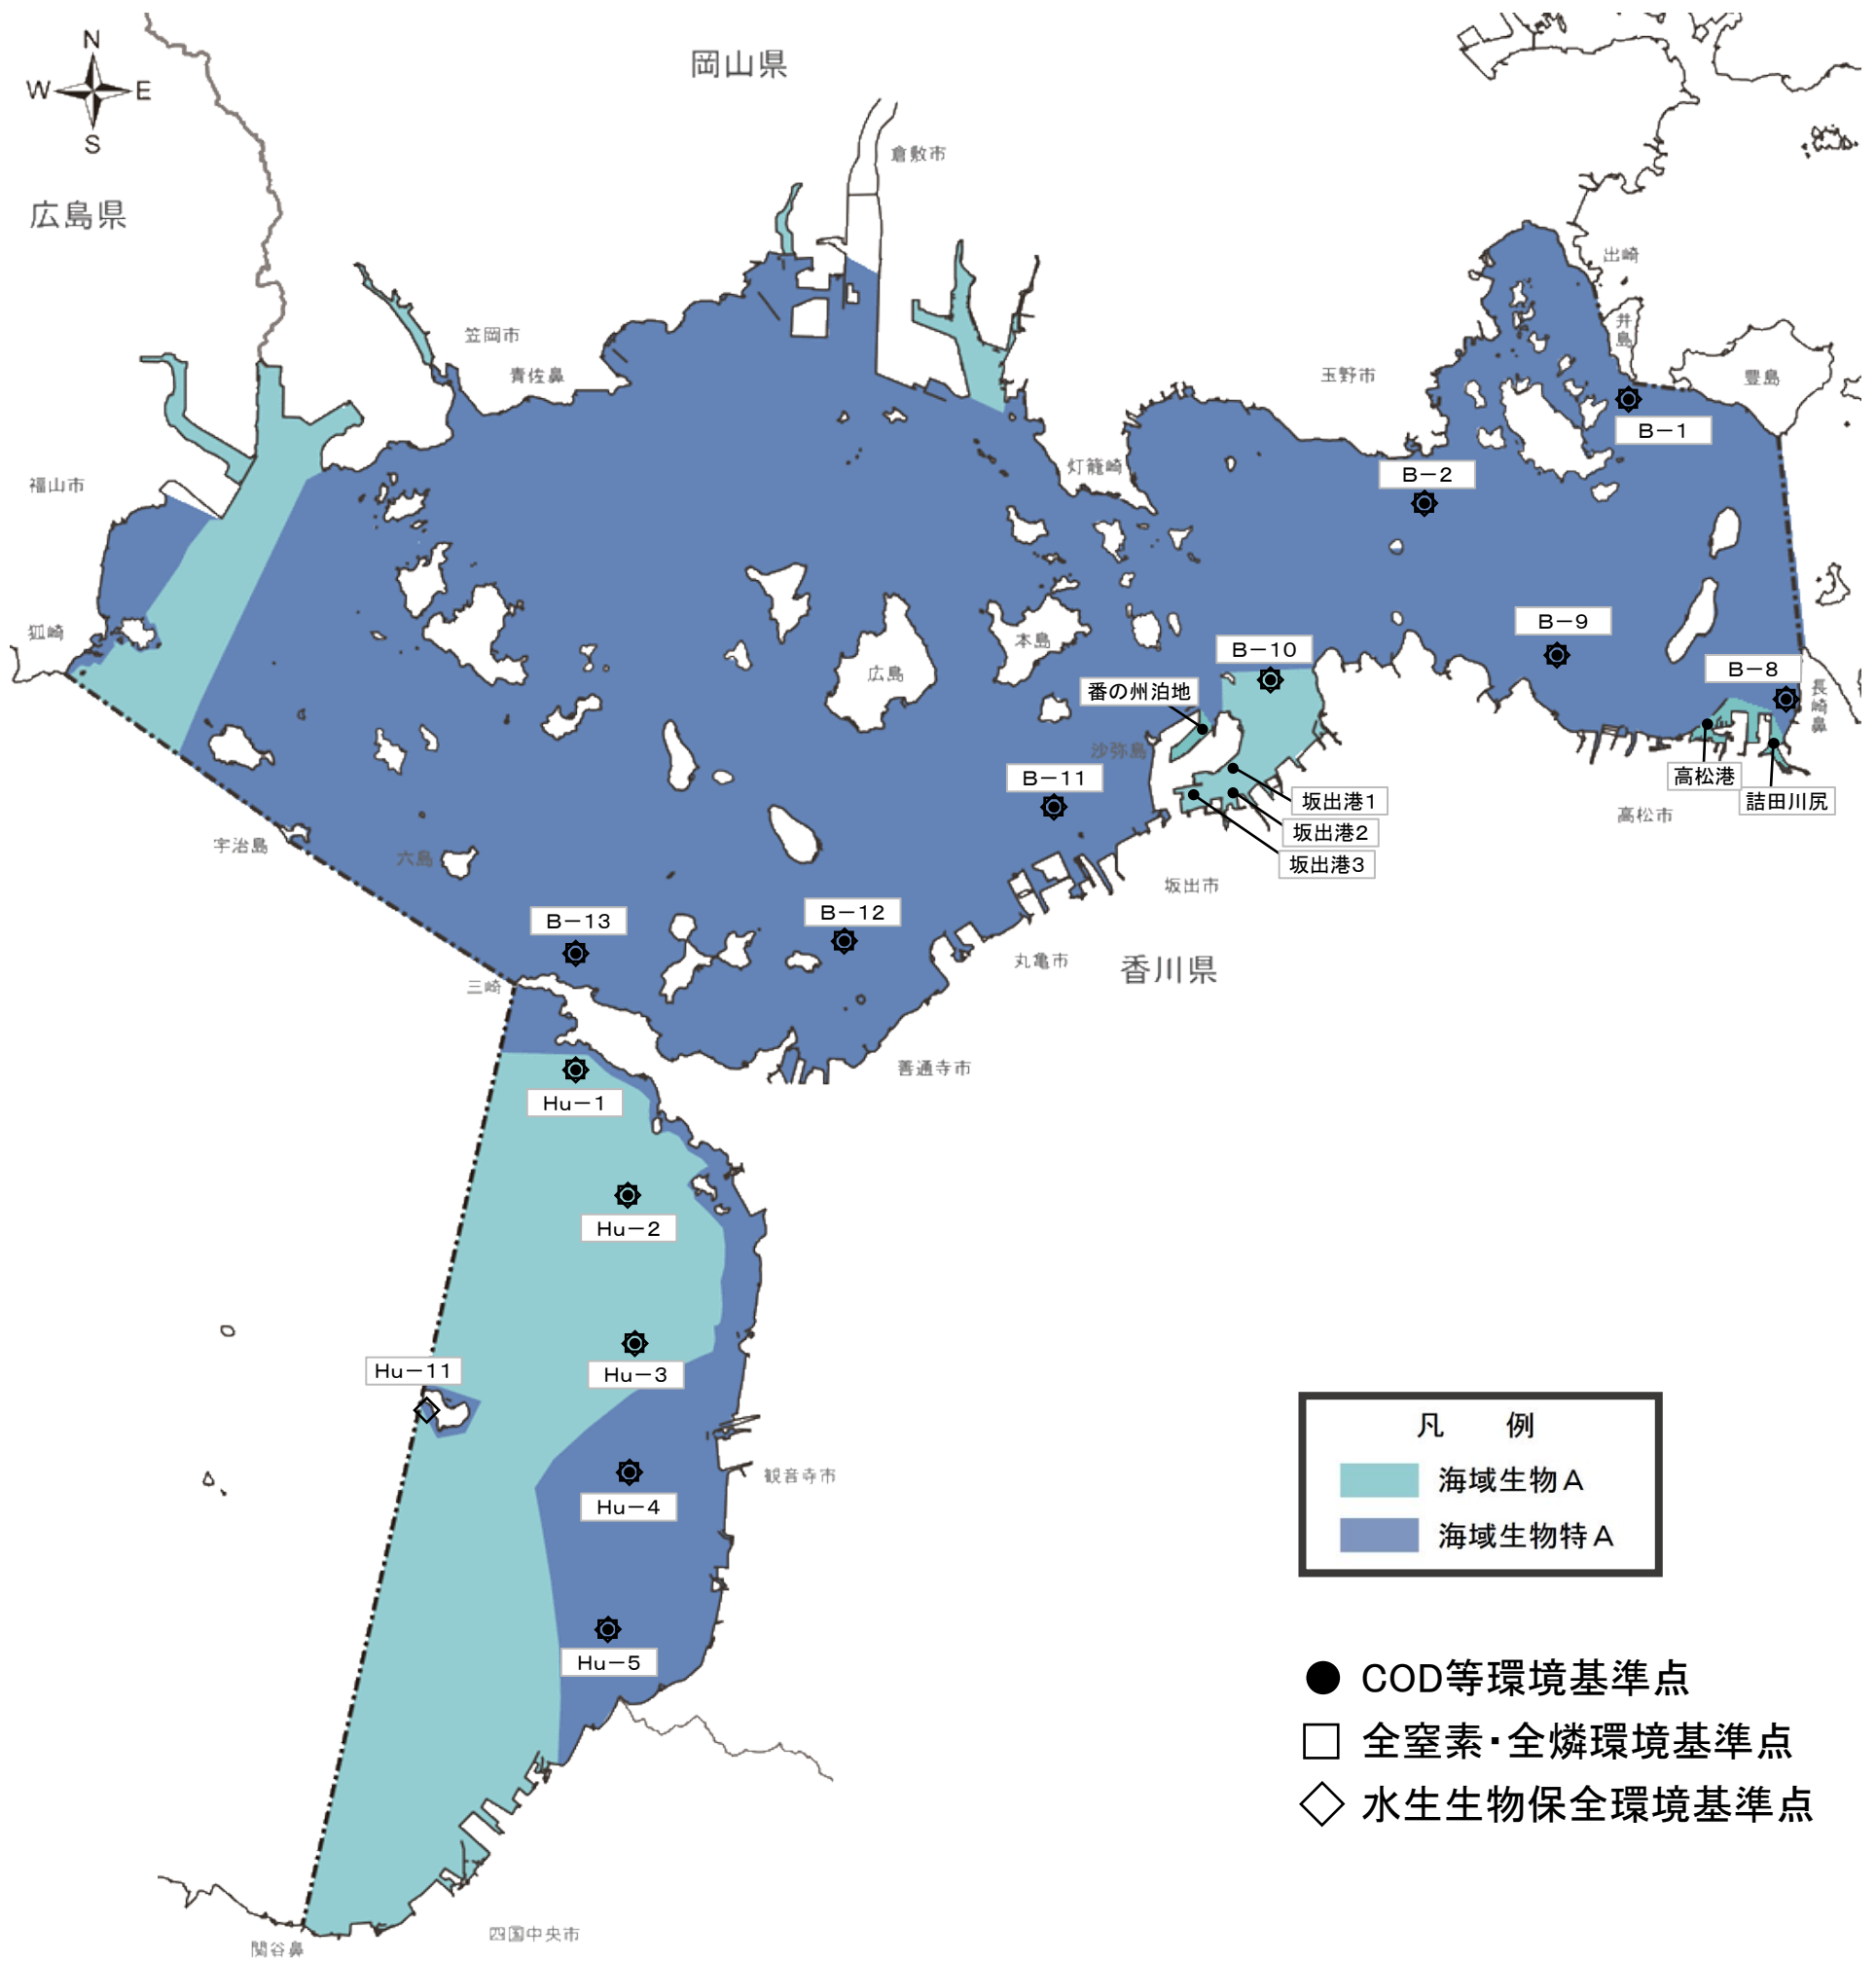 N
岡山県
W
E
S
倉敷市
広島県
出崎
井島
笠岡市
青佐鼻
玉野市
豊島
B－1
灯籠崎
B－2
福山市
B－9
狐崎
本島
B－10
B－8
広島
番の州泊地
長崎鼻
沙弥島
B－11
高松港
坂出港1
詰田川尻
高松市
坂出港2
宇治島
六島
坂出港3
坂出市
B－13
B－12
丸亀市
香川県
三崎
善通寺市
Hu－1
Hu－2
Hu－11
Hu－3
凡 例
観音寺市
海域生物A
Hu－4
海域生物特A
Hu－5
COD等環境基準点
全窒素・全燐環境基準点
水生生物保全環境基準点
四国中央市
関谷鼻